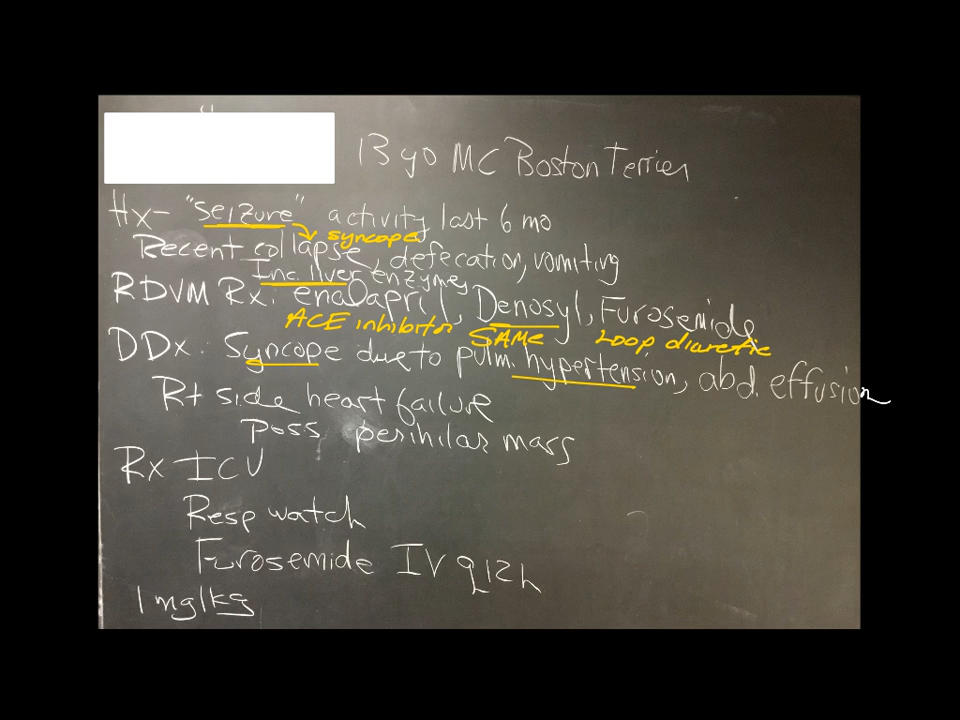 13 yo MC Boston Terrier
Hx- "Seizure" activity last 6 mo
syncope
Recent collapse, defecation, vomiting
Inc. liver enzymes
RDVM Rx: enalapril, Denosyl, Furosemide
ACE inhibitor SAMe Loop diuretic
DDx: Syncope due to pulm. hypertension, abd. effusion
Rt side heart failure
Poss perihilar mass
Rx ICU
Resp watch
Furosemide IV q12h
1 mg/kg